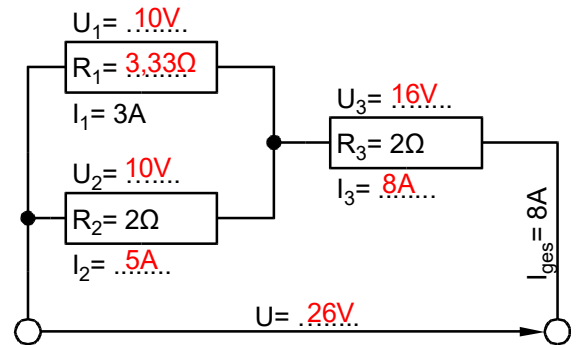 U₁= 10V
R₁= 3,33Ω
I₁= 3A
U₂= 10V
R₂= 2Ω
I₂= 5A
U₃= 16V
R₃= 2Ω
I₃= 8A
I_ges= 8A
U= 26V